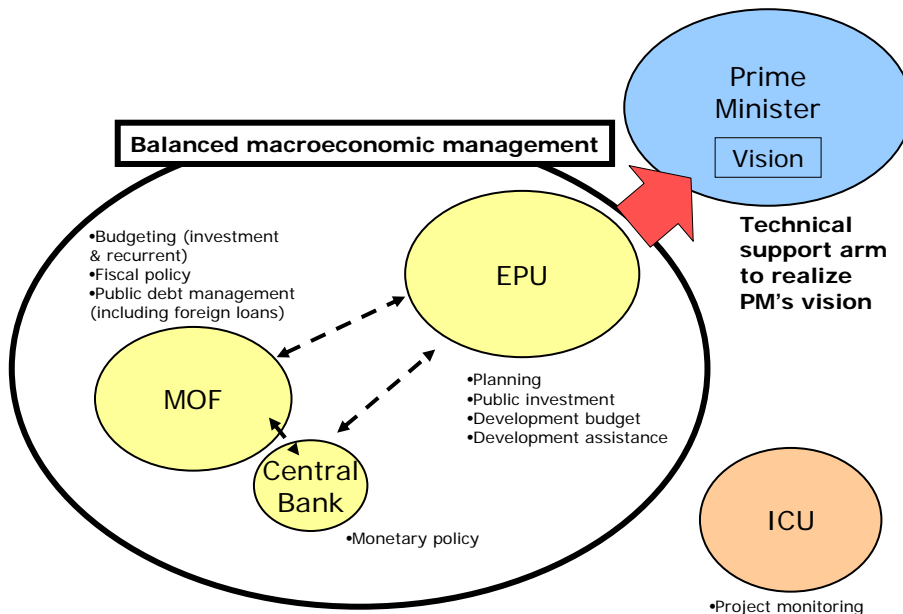 Prime
Minister
Vision
Balanced macroeconomic management
Technical
support arm
to realize
PM's vision
•Budgeting (investment
& recurrent)
•Fiscal policy
•Public debt management
(including foreign loans)
EPU
MOF
•Planning
•Public investment
•Development budget
•Development assistance
Central
Bank
•Monetary policy
ICU
•Project monitoring